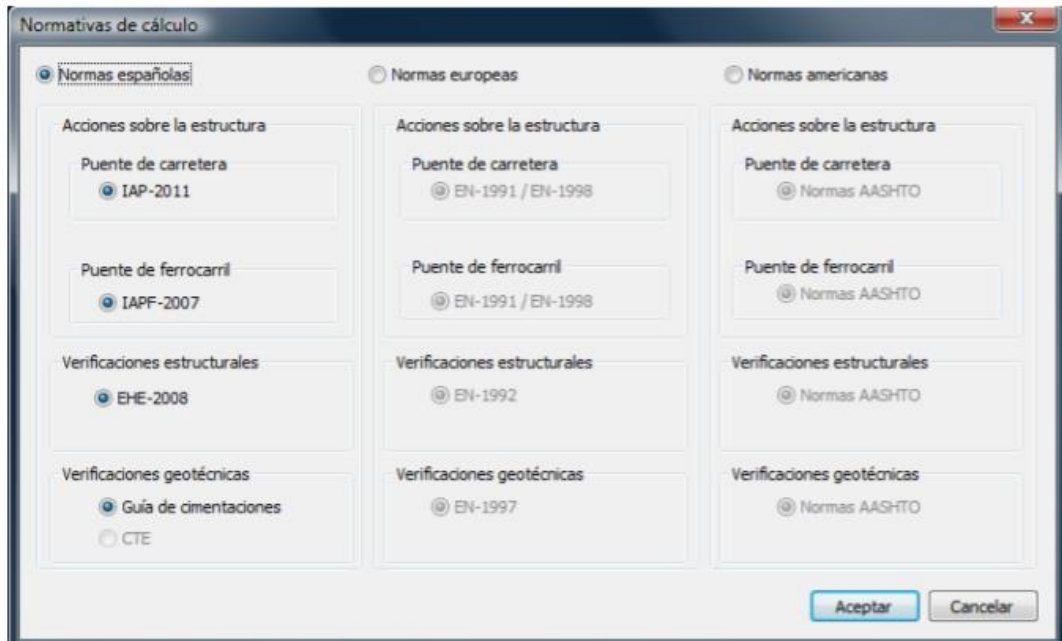 Normativas de cálculo
Normas españolas
Acciones sobre la estructura
Puente de carretera
IAP-2011
Puente de ferrocarril
IAPF-2007
Verificaciones estructurales
EHE-2008
Verificaciones geotécnicas
Guía de cimentaciones
CTE
Normas europeas
Acciones sobre la estructura
Puente de carretera
EN-1991 / EN-1998
Puente de ferrocarril
EN-1991 / EN-1998
Verificaciones estructurales
EN-1992
Verificaciones geotécnicas
EN-1997
Normas americanas
Acciones sobre la estructura
Puente de carretera
Normas AASHTO
Puente de ferrocarril
Normas AASHTO
Verificaciones estructurales
Normas AASHTO
Verificaciones geotécnicas
Normas AASHTO
Aceptar
Cancelar